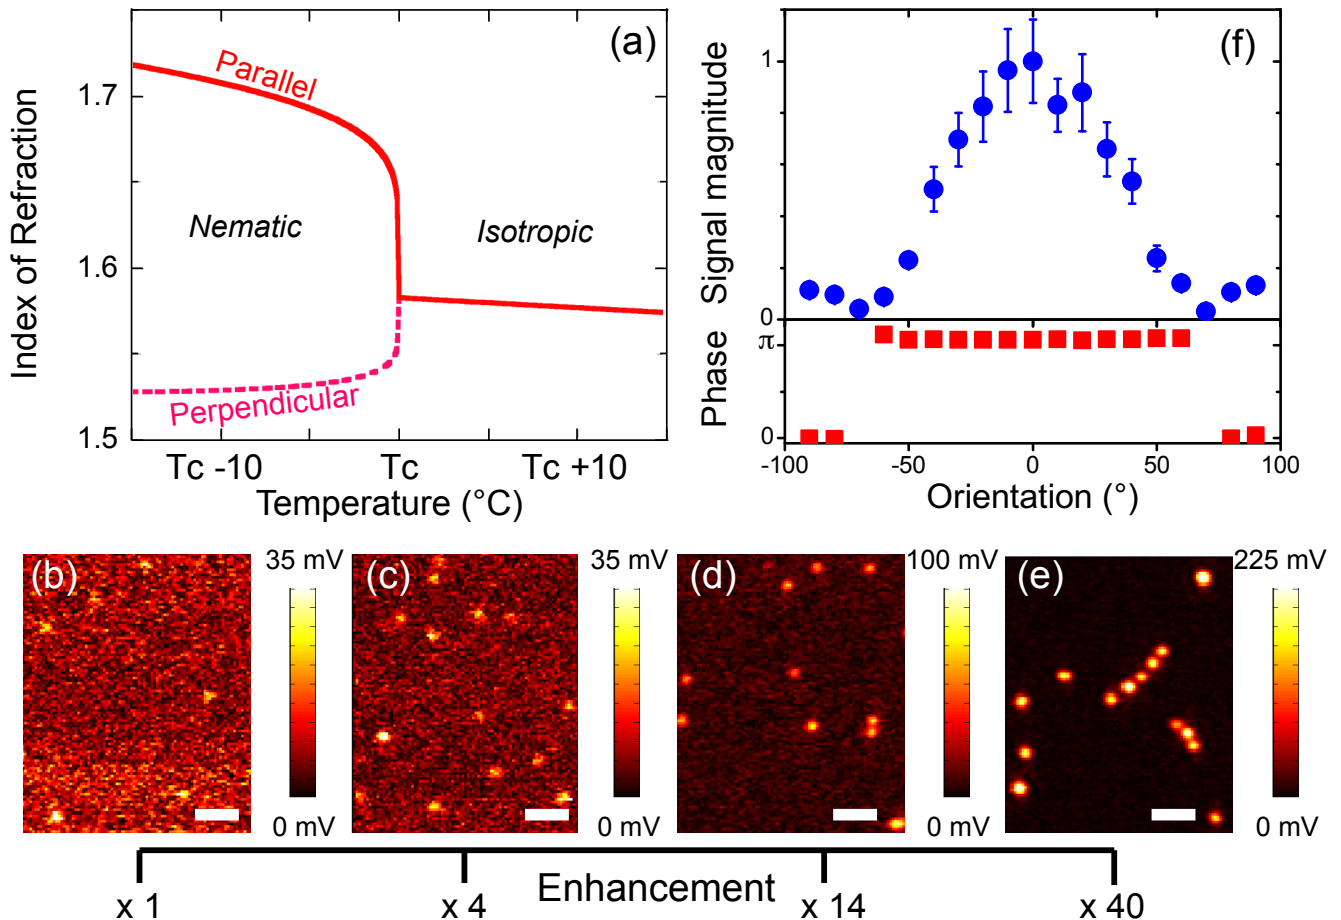 (a)
Index of Refraction
1.7
1.6
1.5
Parallel
Nematic
Isotropic
Perpendicular
Tc -10
Tc
Tc +10
Temperature (°C)
(f)
Signal magnitude
1
0
Phase
π
0
-100
-50
0
50
100
Orientation (°)
(b)
35 mV
0 mV
(c)
35 mV
0 mV
(d)
100 mV
0 mV
(e)
225 mV
0 mV
Enhancement
x 1
x 4
x 14
x 40